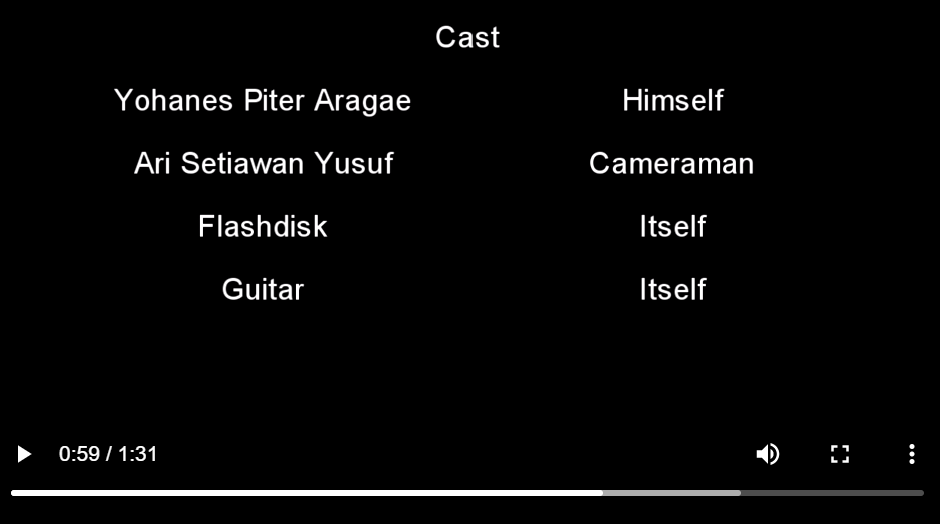 Cast
Yohanes Piter Aragae Himself
Ari Setiawan Yusuf Cameraman
Flashdisk Itself
Guitar Itself
0:59 / 1:31